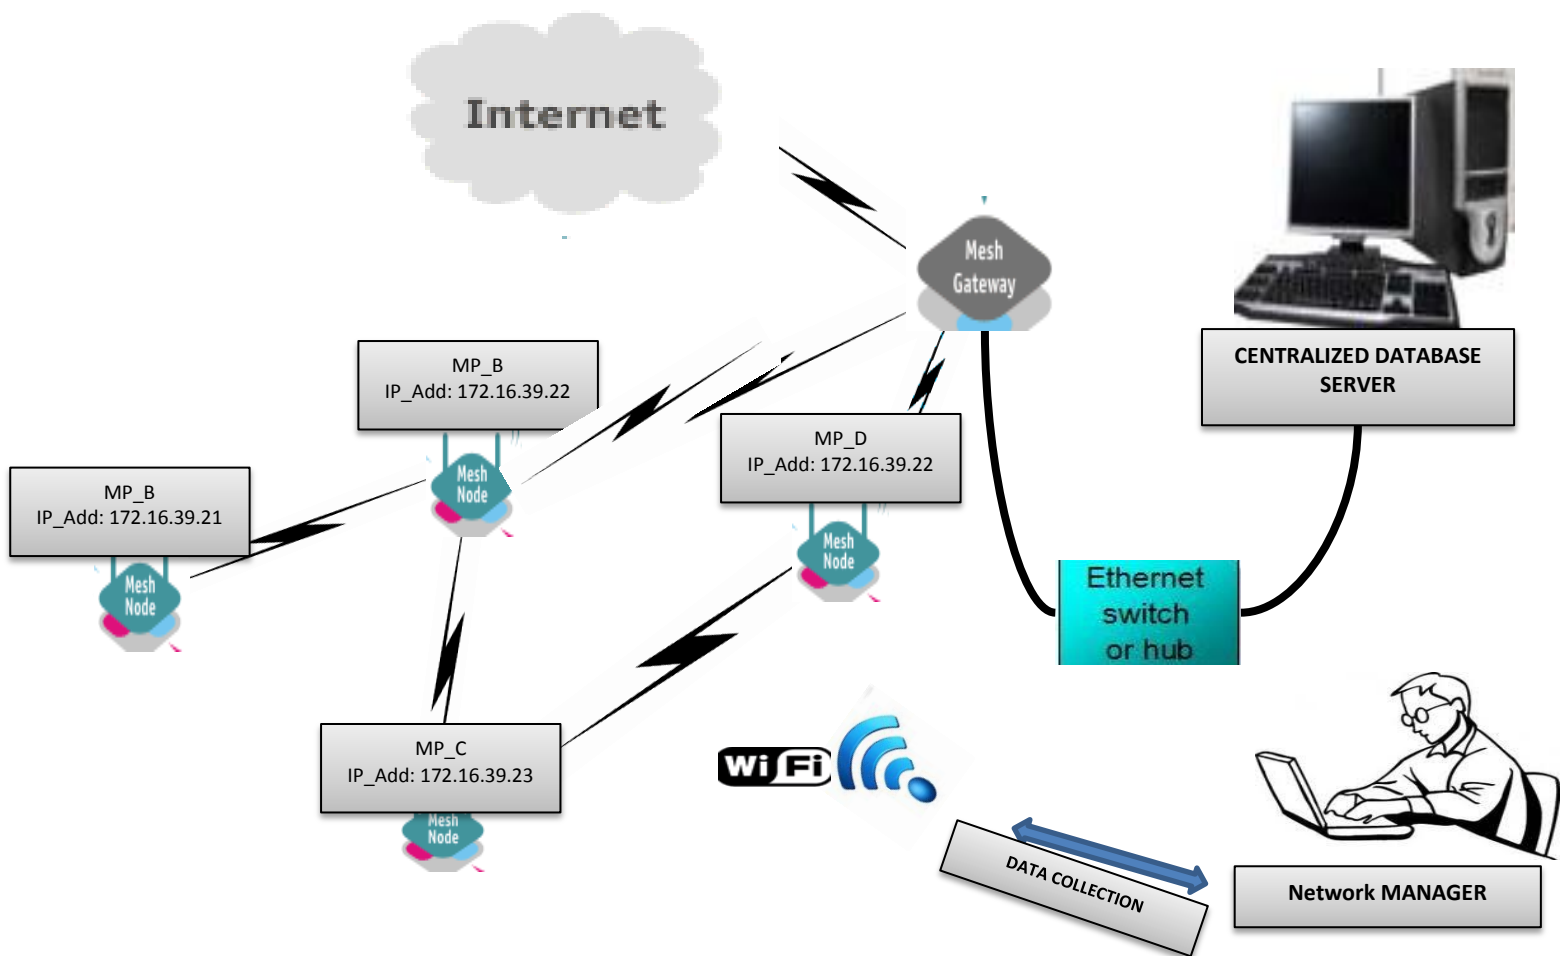 Internet
Mesh
Gateway
CENTRALIZED DATABASE
SERVER
MP_B
IP_Add: 172.16.39.22
Mesh
Node
MP_D
IP_Add: 172.16.39.22
Mesh
Node
MP_B
IP_Add: 172.16.39.21
Mesh
Node
Ethernet
switch
or hub
MP_C
IP_Add: 172.16.39.23
Mesh
Node
Wi Fi
DATA COLLECTION
Network MANAGER